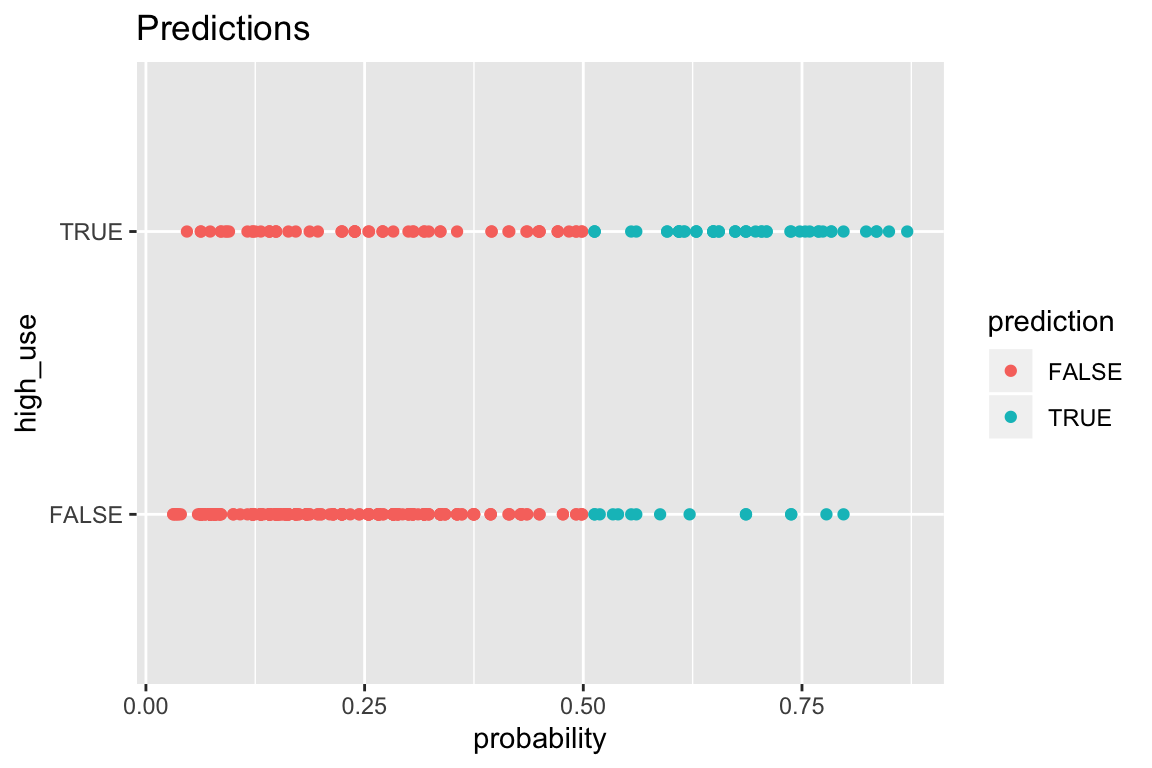 Predictions
TRUE
FALSE
high_use
0.00 0.25 0.50 0.75
probability
prediction
FALSE
TRUE